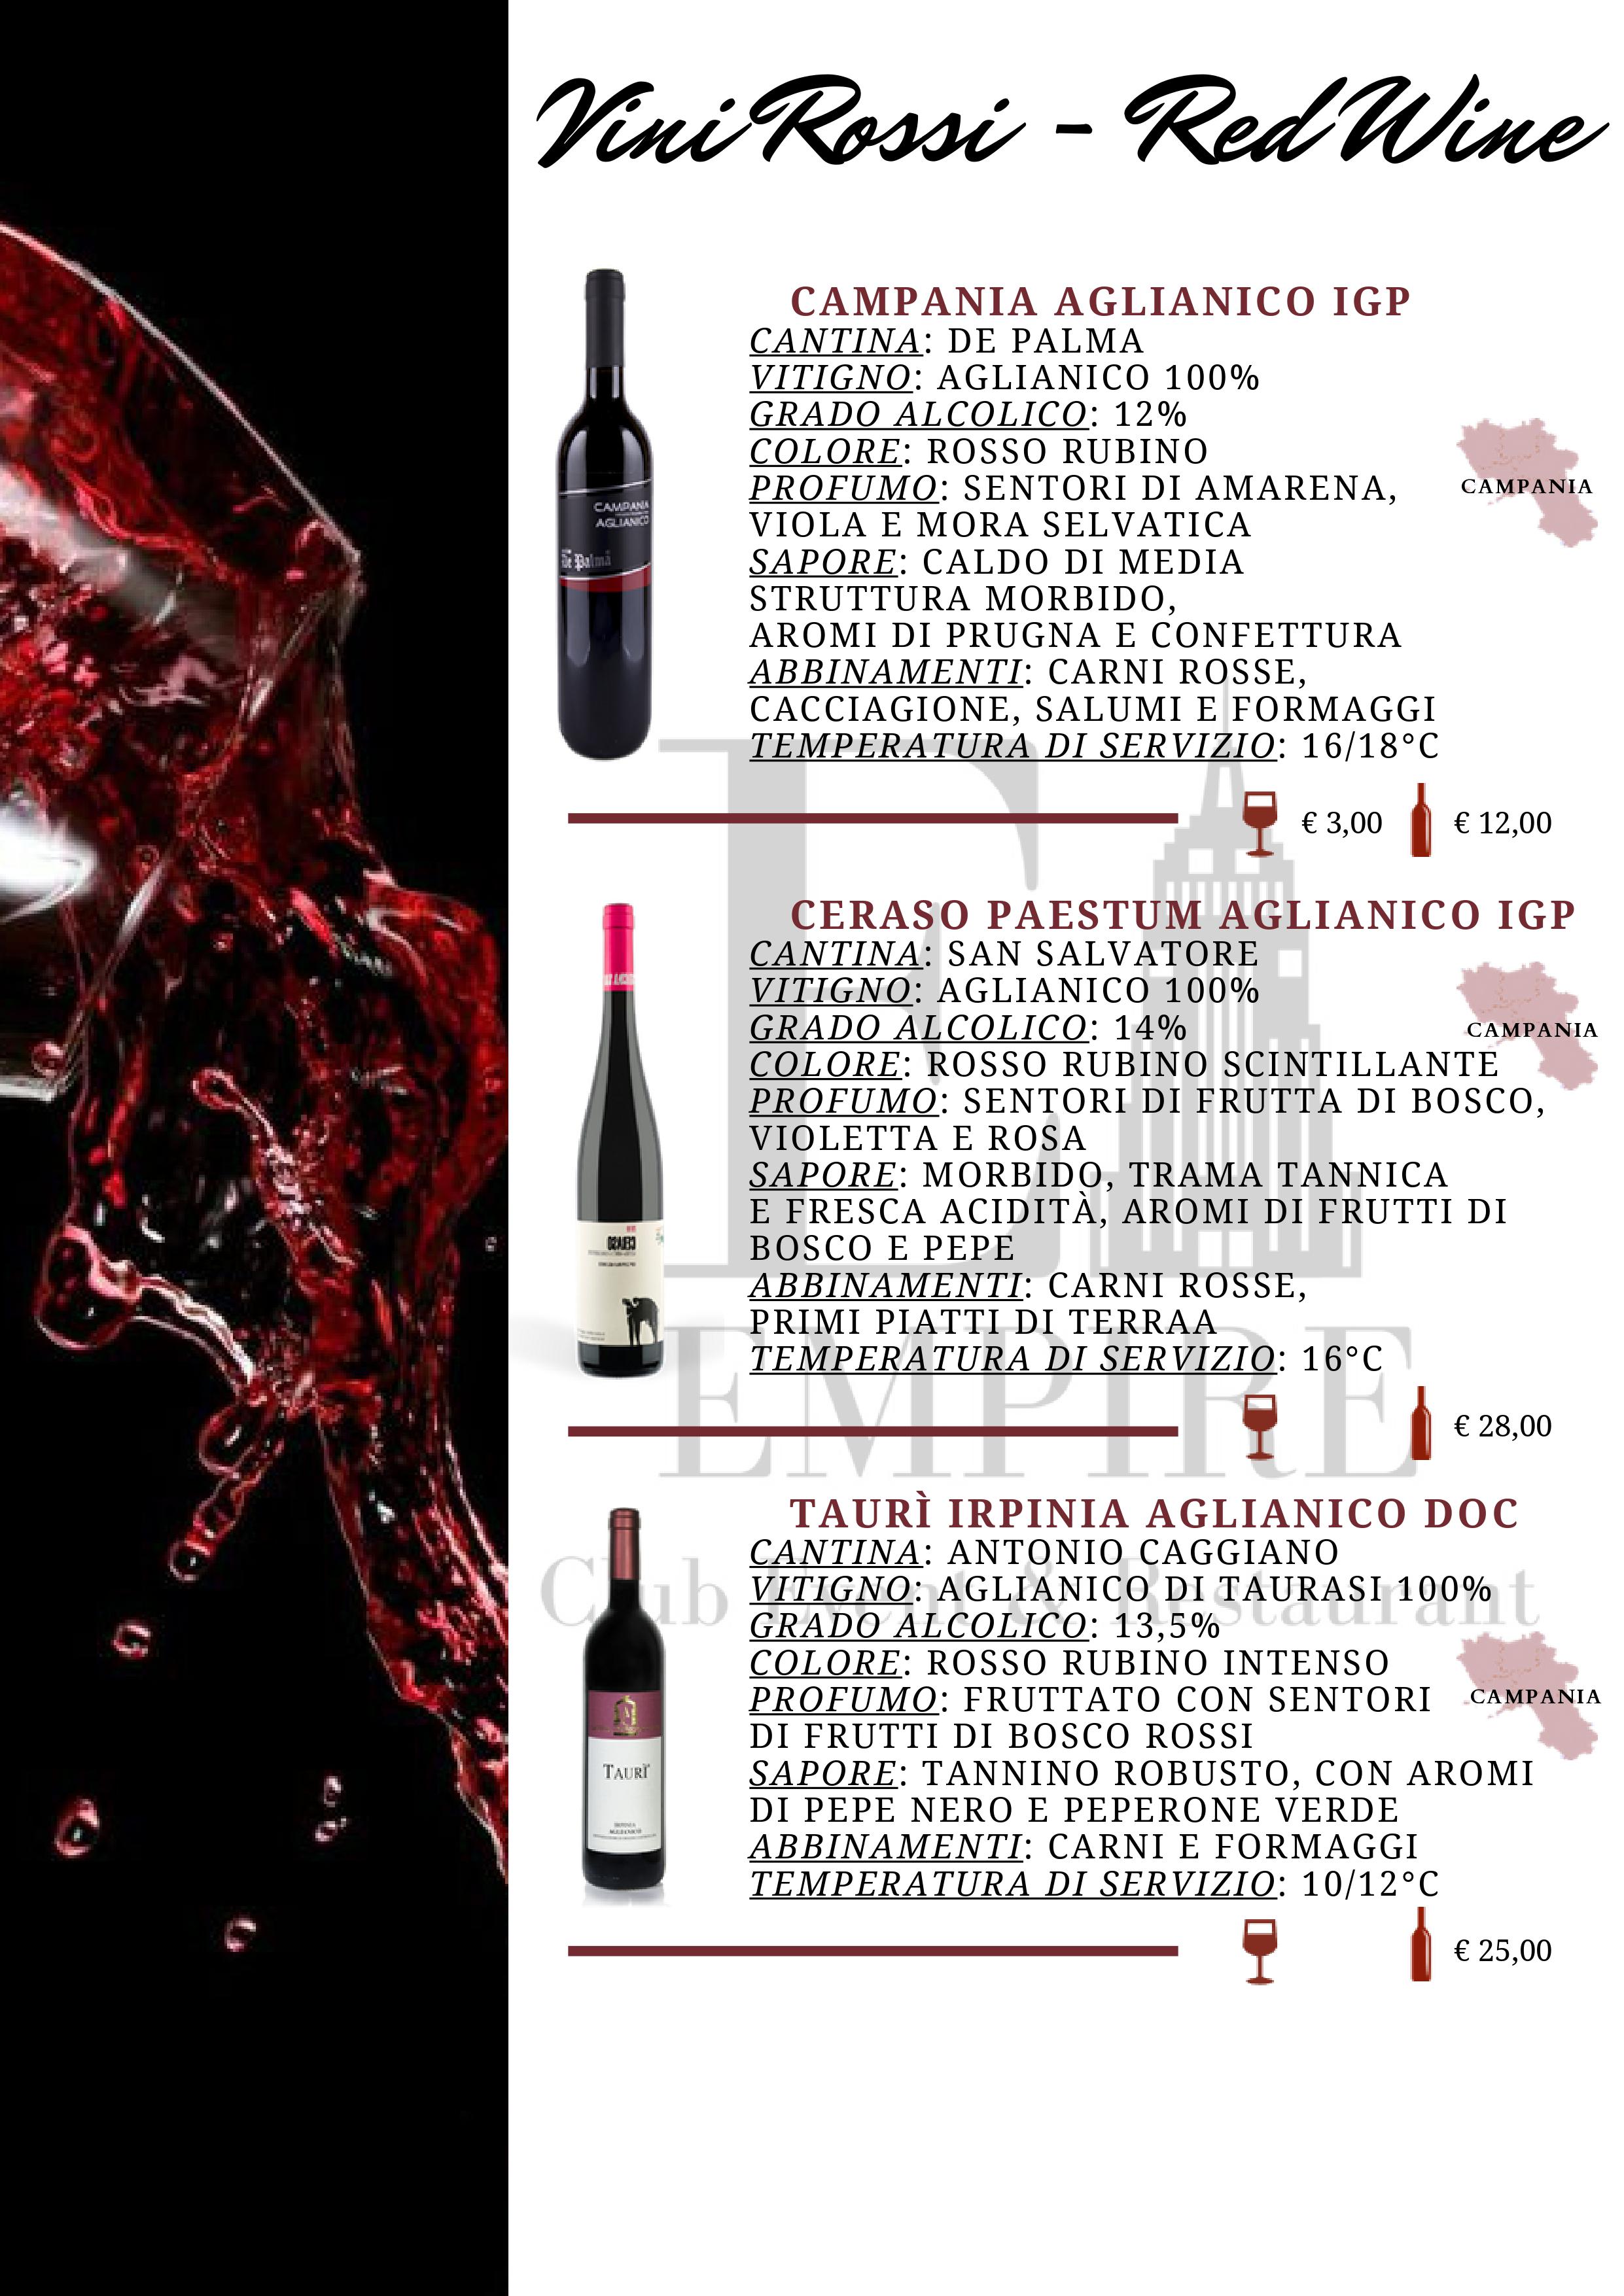 Vini Rossi - Red Wine
CAMPANIA AGLIANICO IGP
CANTINA: DE PALMA
VITIGNO: AGLIANICO 100%
GRADO ALCOLICO: 12%
COLORE: ROSSO RUBINO
PROFUMO: SENTORI DI AMARENA,
VIOLA E MORA SELVATICA
SAPORE: CALDO DI MEDIA
STRUTTURA MORBIDO,
AROMI DI PRUGNA E CONFETTURA
ABBINAMENTI: CARNI ROSSE,
CACCIAGIONE, SALUMI E FORMAGGI
TEMPERATURA DI SERVIZIO: 16/18°C
CAMPANIA
CAMPANIA
AGLIANICO
De Palma
€ 3,00 € 12,00
CERASO PAESTUM AGLIANICO IGP
CANTINA: SAN SALVATORE
VITIGNO: AGLIANICO 100%
GRADO ALCOLICO: 14%
COLORE: ROSSO RUBINO SCINTILLANTE
PROFUMO: SENTORI DI FRUTTA DI BOSCO,
VIOLETTA E ROSA
SAPORE: MORBIDO, TRAMA TANNICA
E FRESCA ACIDITÀ, AROMI DI FRUTTI DI
BOSCO E PEPE
ABBINAMENTI: CARNI ROSSE,
PRIMI PIATTI DI TERRAA
TEMPERATURA DI SERVIZIO: 16°C
CAMPANIA
€ 28,00
TAURÌ IRPINIA AGLIANICO DOC
CANTINA: ANTONIO CAGGIANO
VITIGNO: AGLIANICO DI TAURASI 100%
GRADO ALCOLICO: 13,5%
COLORE: ROSSO RUBINO INTENSO
PROFUMO: FRUTTATO CON SENTORI
DI FRUTTI DI BOSCO ROSSI
SAPORE: TANNINO ROBUSTO, CON AROMI
DI PEPE NERO E PEPERONE VERDE
ABBINAMENTI: CARNI E FORMAGGI
TEMPERATURA DI SERVIZIO: 10/12°C
CAMPANIA
TAURÌ
IRPINIA
AGLIANICO
€ 25,00
E
EMPIRE
Club Event & Restaurant